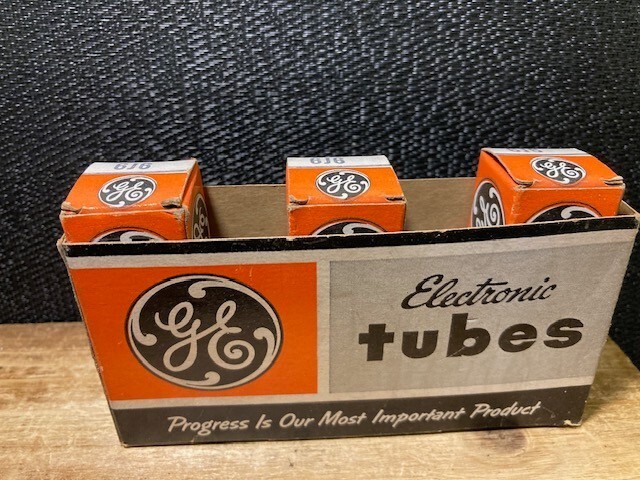 6J6
GE
6J6
GE
GE
GE
Electronic
tubes
Progress Is Our Most Important Product